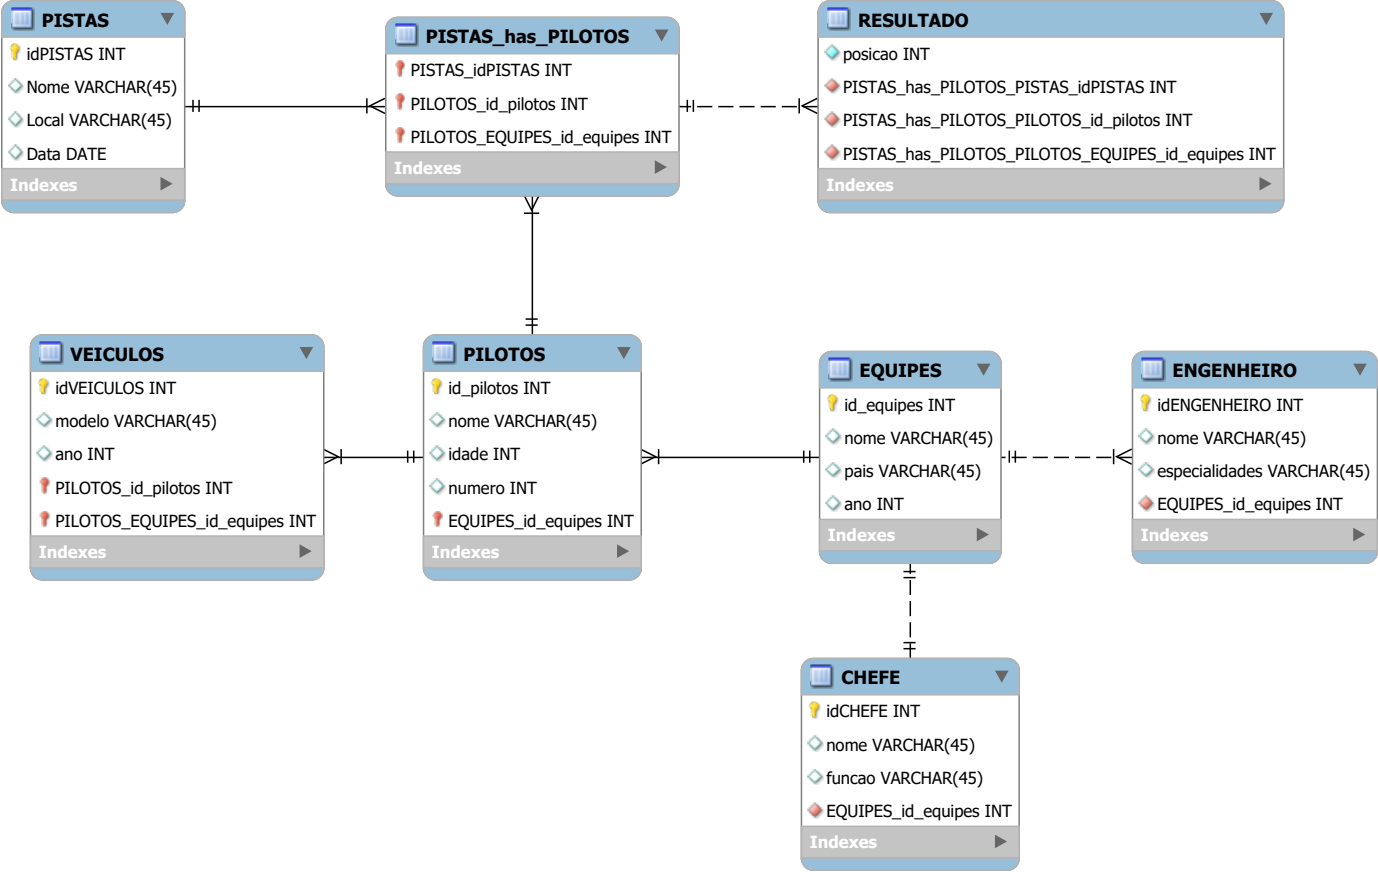 PISTAS
idPISTAS INT
Nome VARCHAR(45)
Local VARCHAR(45)
Data DATE
Indexes
PISTAS_has_PILOTOS
PISTAS_idPISTAS INT
PILOTOS_id_pilotos INT
PILOTOS_EQUIPES_id_equipes INT
Indexes
RESULTADO
posicao INT
PISTAS_has_PILOTOS_PISTAS_idPISTAS INT
PISTAS_has_PILOTOS_PILOTOS_id_pilotos INT
PISTAS_has_PILOTOS_PILOTOS_EQUIPES_id_equipes INT
Indexes
VEICULOS
idVEICULOS INT
modelo VARCHAR(45)
ano INT
PILOTOS_id_pilotos INT
PILOTOS_EQUIPES_id_equipes INT
Indexes
PILOTOS
id_pilotos INT
nome VARCHAR(45)
idade INT
numero INT
EQUIPES_id_equipes INT
Indexes
EQUIPES
id_equipes INT
nome VARCHAR(45)
pais VARCHAR(45)
ano INT
Indexes
ENGENHEIRO
idENGENHEIRO INT
nome VARCHAR(45)
especialidades VARCHAR(45)
EQUIPES_id_equipes INT
Indexes
CHEFE
idCHEFE INT
nome VARCHAR(45)
funcao VARCHAR(45)
EQUIPES_id_equipes INT
Indexes